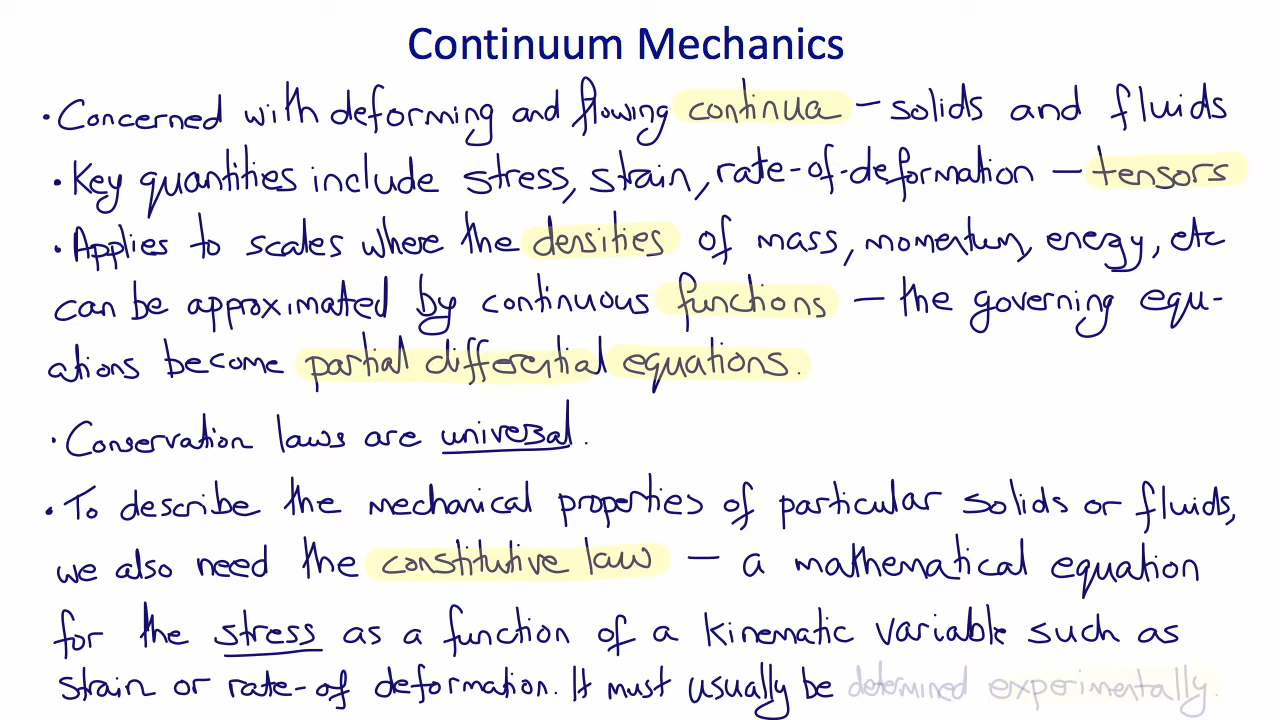 Continuum Mechanics
• Concerned with deforming and flowing continua – solids and fluids
• Key quantities include stress, strain, rate-of-deformation – tensors
• Applies to scales where the densities of mass, momentum, energy, etc
can be approximated by continuous functions – the governing equ-
ations become partial differential equations.
• Conservation laws are universal.
• To describe the mechanical properties of particular solids or fluids,
we also need the constitutive law – a mathematical equation
for the stress as a function of a kinematic variable such as
strain or rate-of deformation. It must usually be determined experimentally.